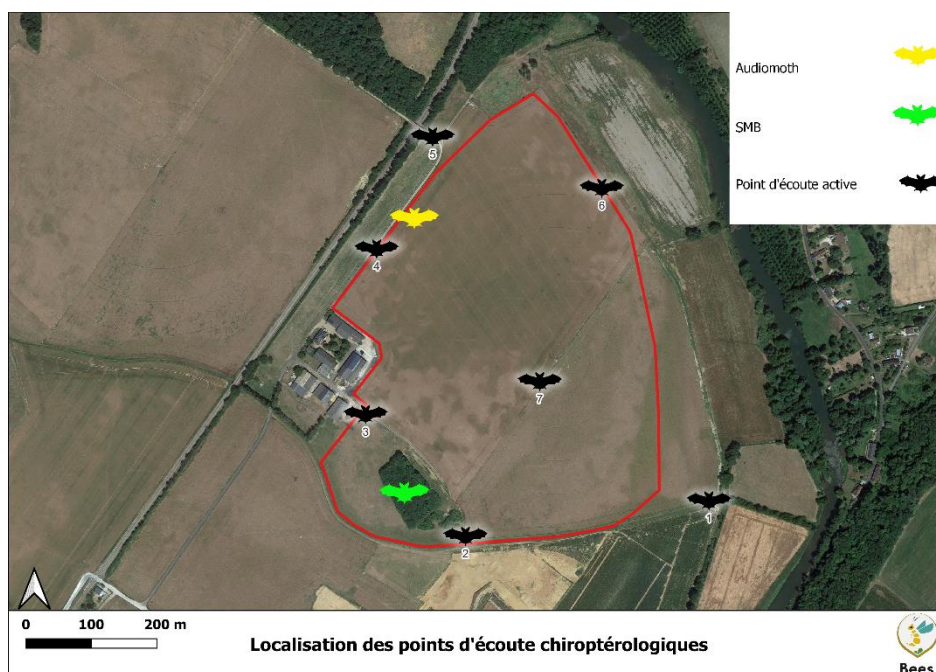 Audiomoth
SMB
Point d'écoute active
5
6
4
7
3
1
2
0 100 200 m
Localisation des points d'écoute chiroptérologiques
Bees